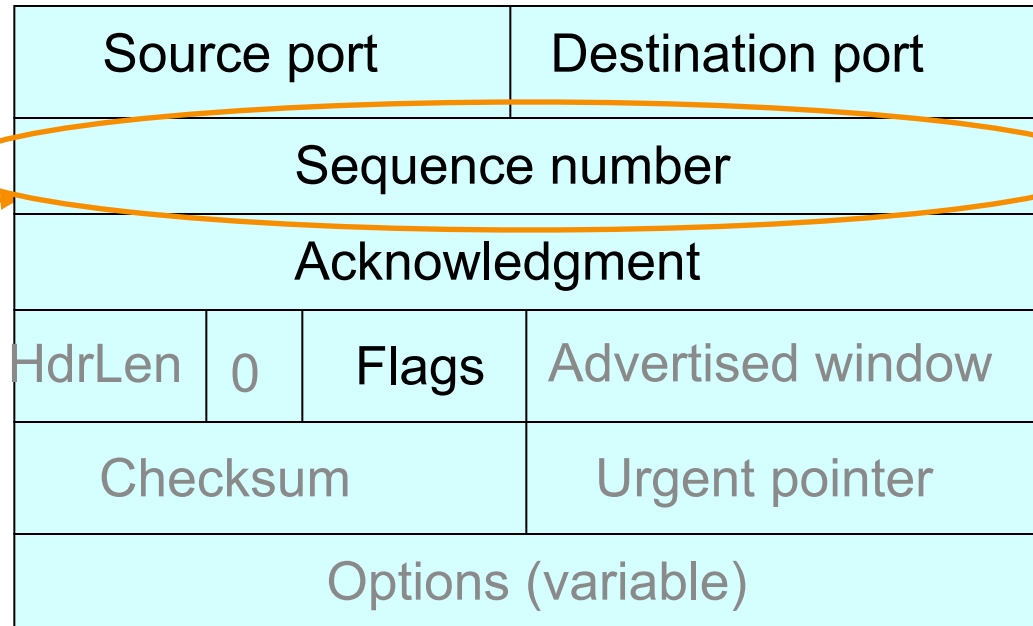 Source port Destination port
Sequence number
Acknowledgment
HdrLen 0 Flags Advertised window
Checksum Urgent pointer
Options (variable)